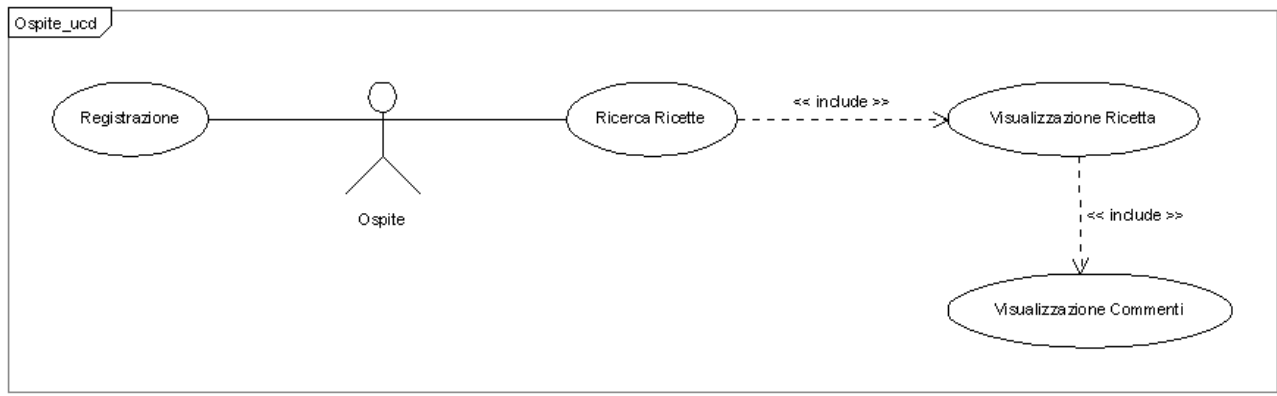 Ospite_ucd
Registrazione
Ricerca Ricette
<< include >>
Visualizzazione Ricetta
Ospite
<< include >>
Visualizzazione Commenti